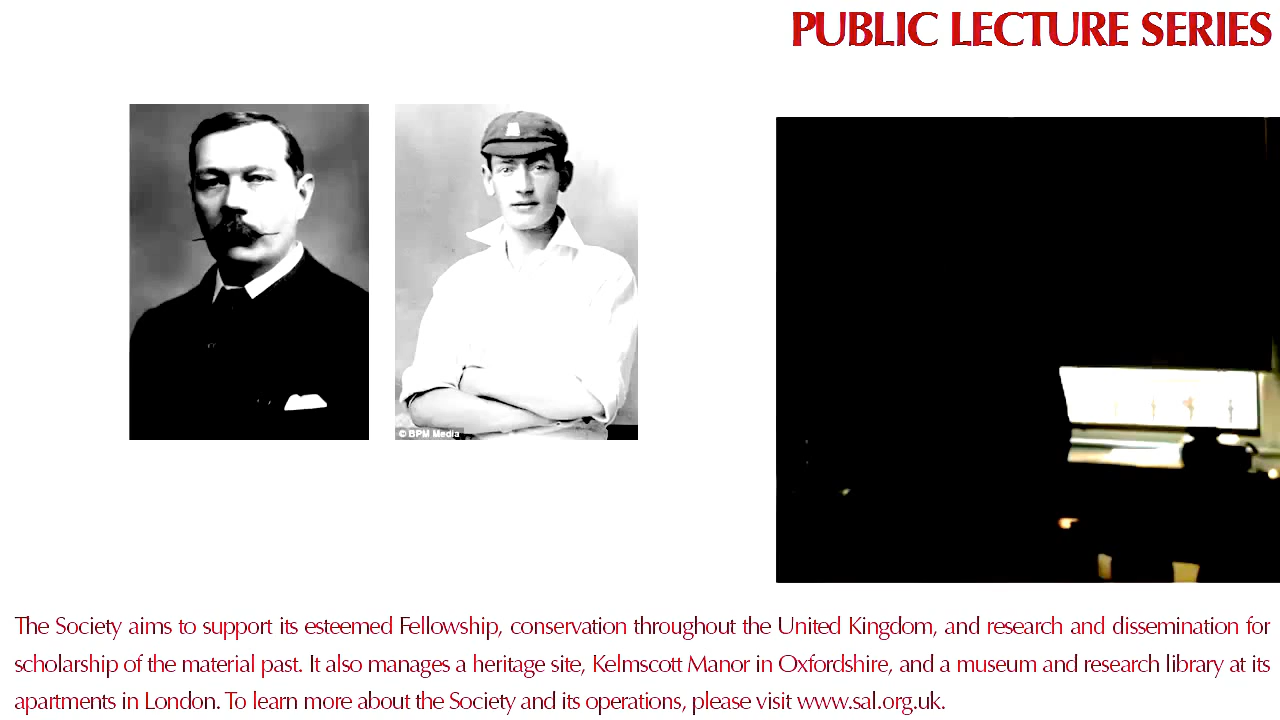 PUBLIC LECTURE SERIES
© BPM Media
The Society aims to support its esteemed Fellowship, conservation throughout the United Kingdom, and research and dissemination for
scholarship of the material past. It also manages a heritage site, Kelmscott Manor in Oxfordshire, and a museum and research library at its
apartments in London. To learn more about the Society and its operations, please visit www.sal.org.uk.